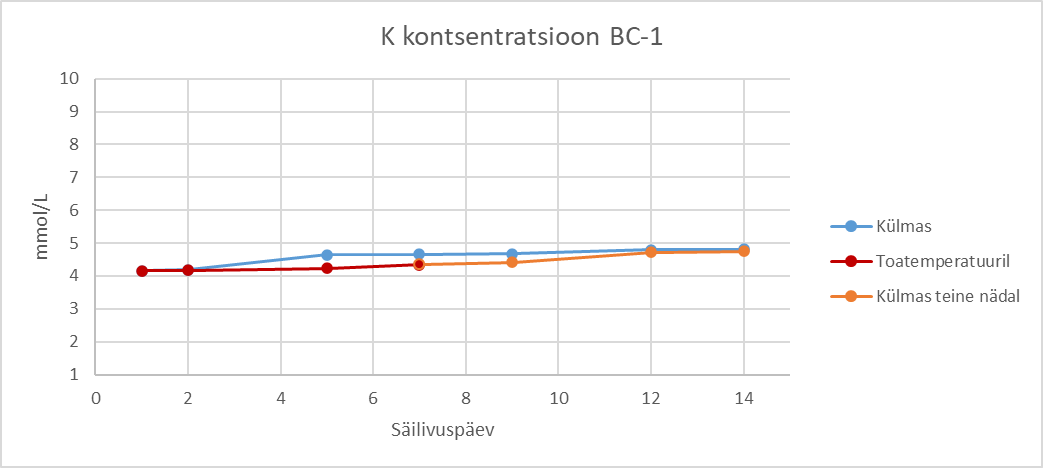 K kontsentratsioon BC-1
10
9
8
7
6
5
4
3
2
1
mmol/L
0 2 4 6 8 10 12 14
Säilivuspäev
Külmas
Toatemperatuuril
Külmas teine nädal